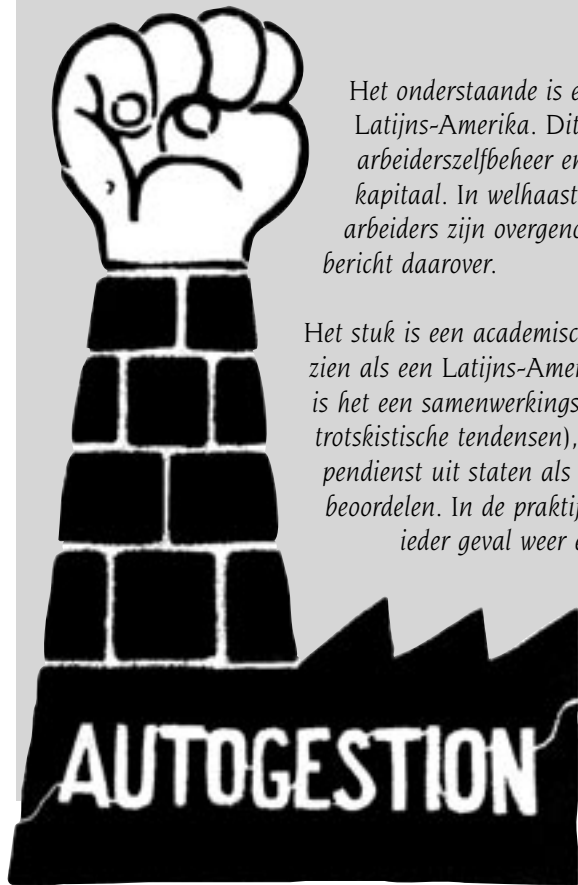 Het onderstaande is e
Latijns-Amerika. Dit
arbeiderszelfbeheer en
kapitaal. In welhaast
arbeiders zijn overgeno
bericht daarover.
Het stuk is een academisc
zien als een Latijns-Amer
is het een samenwerkings
trotskistische tendensen),
pendienst uit staten als
beoordelen. In de praktij
ieder geval weer e
AUTOGESTION